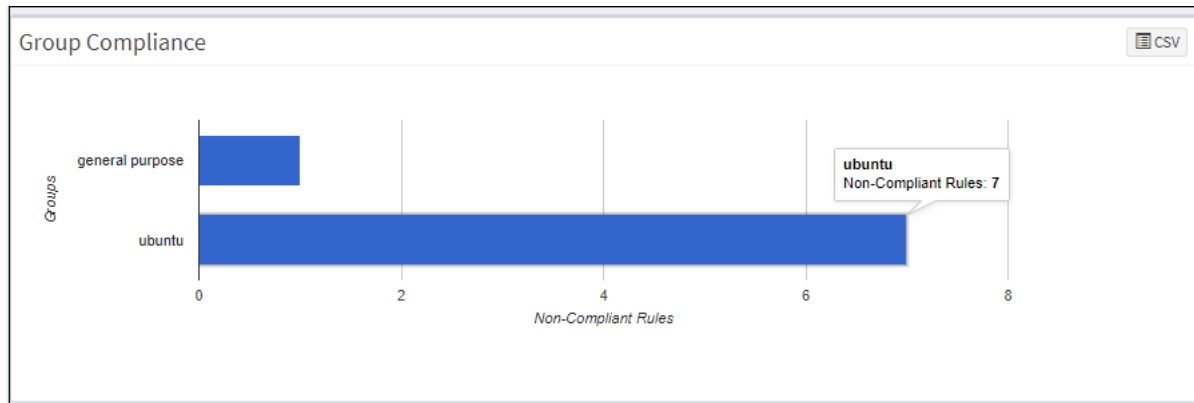 Group Compliance
CSV
Groups
general purpose
ubuntu
ubuntu
Non-Compliant Rules: 7
0 2 4 6 8
Non-Compliant Rules